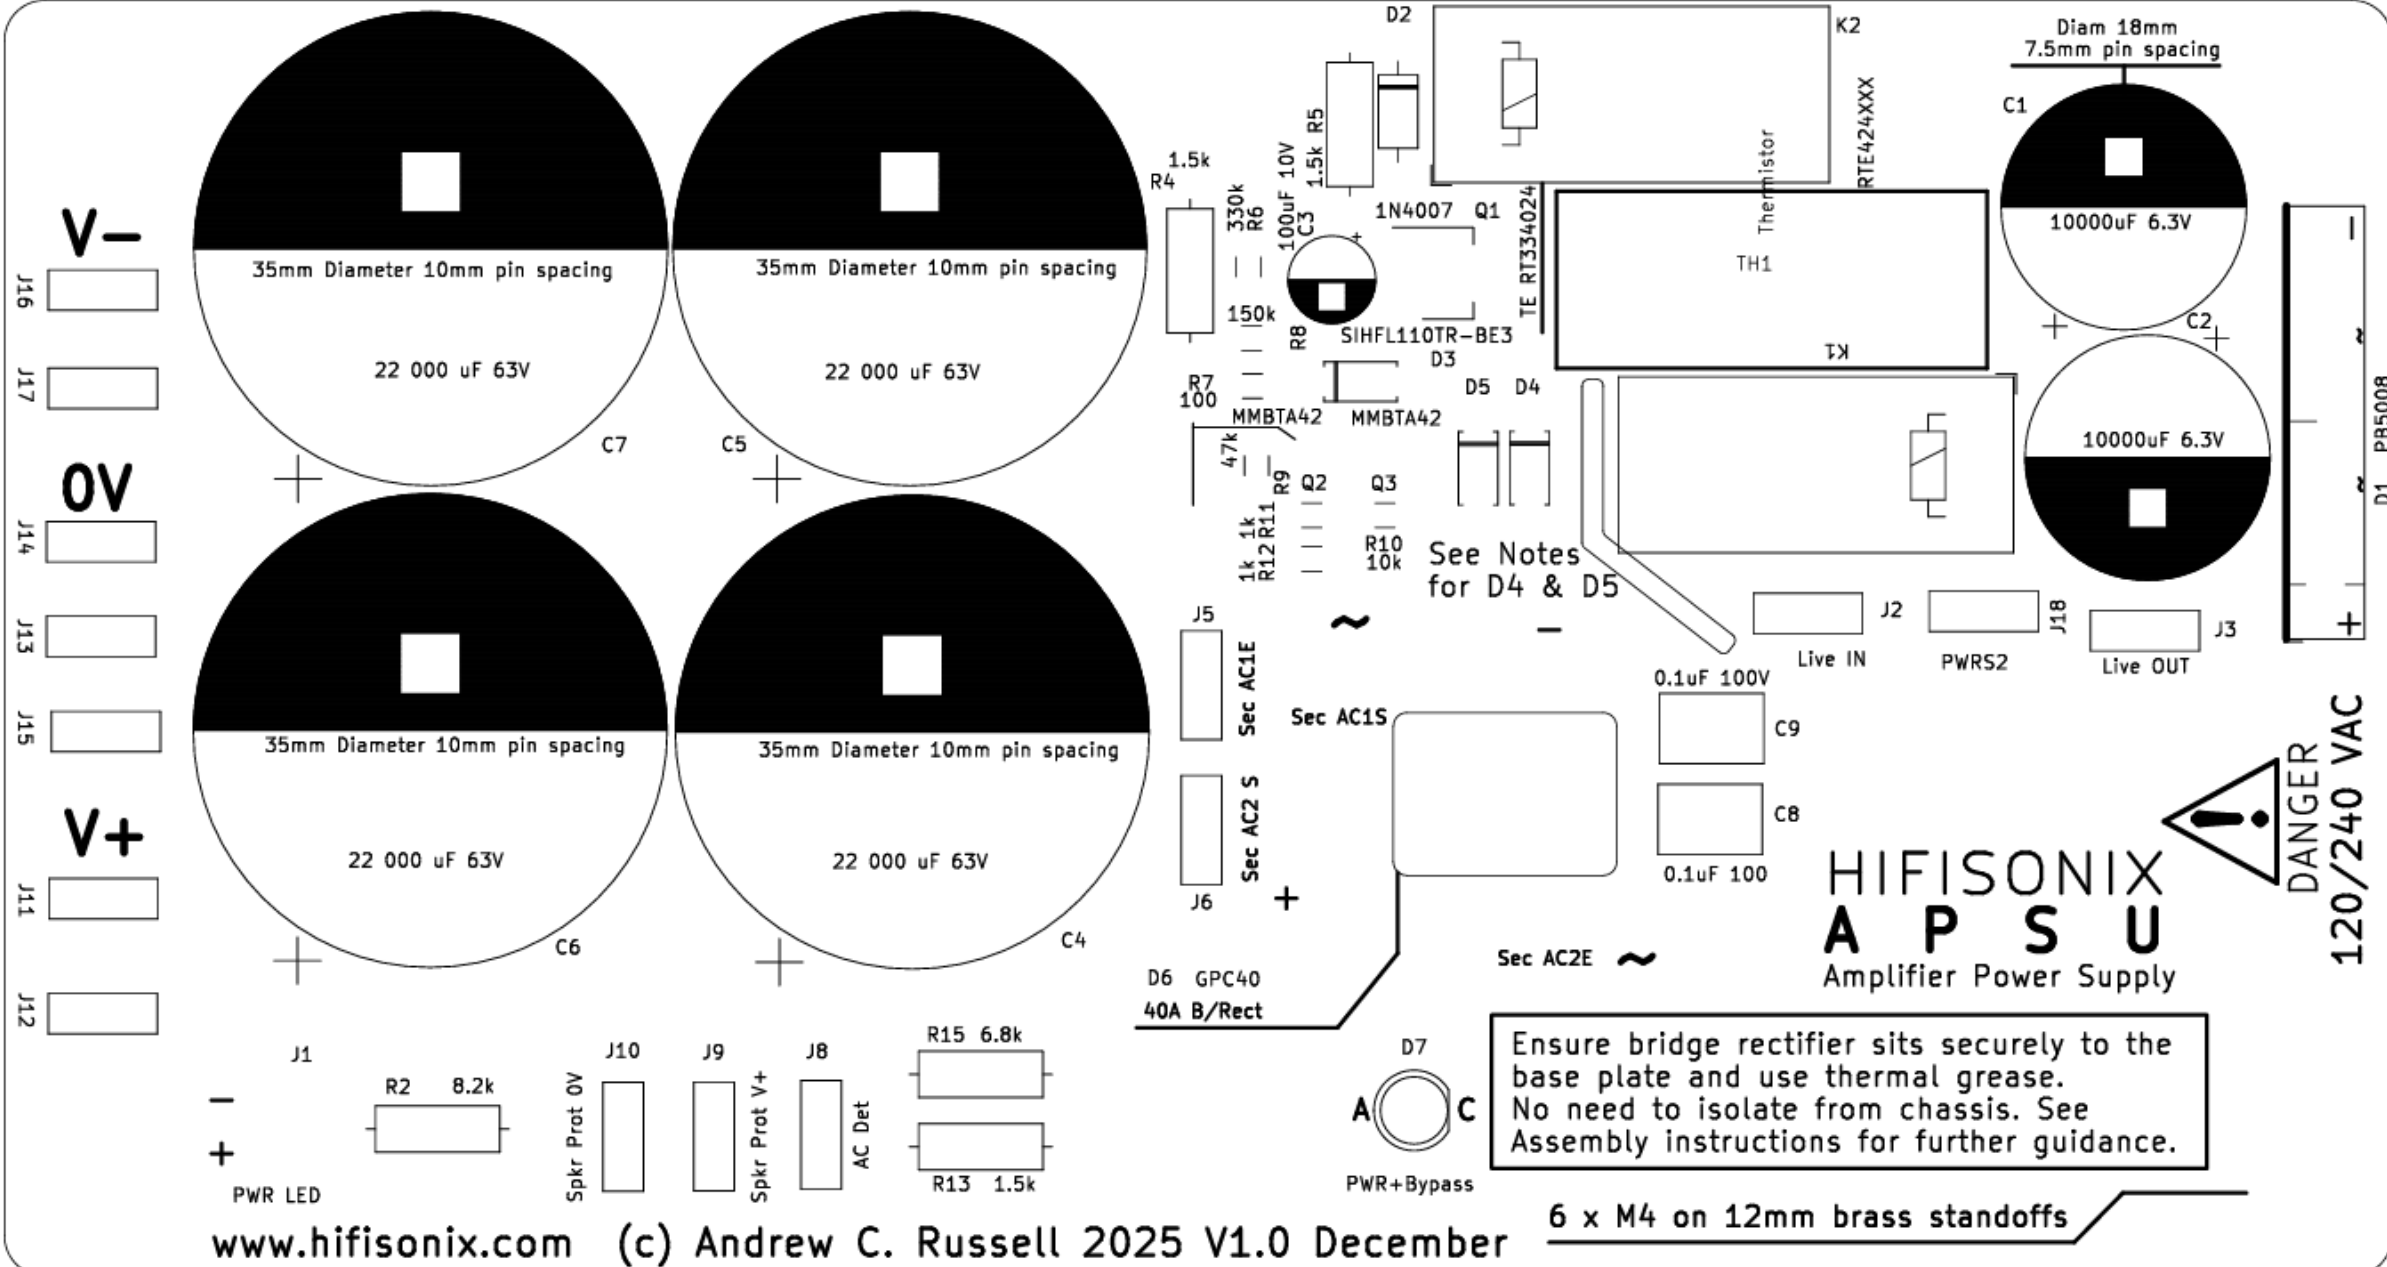 D2
K2
Diam 18mm
7.5mm pin spacing
C1
RTE424XXX
Thermistor
1.5k R5
100uF 10V
C3
+
1.5k
R4
330k
R6
1N4007 Q1
TE RT334024
TH1
10000uF 6.3V
V-
J16
35mm Diameter 10mm pin spacing
35mm Diameter 10mm pin spacing
150k
R8
SIHFL110TR-BE3
D3
K1
C2
J17
22 000 uF 63V
22 000 uF 63V
R7
100
D5 D4
MMBTA42
MMBTA42
C7
C5
47k
R9
Q2
Q3
10000uF 6.3V
-
~
~
+
D1 PB5008
0V
J14
1k R11
1k R12
R10
10k
See Notes
for D4 & D5
J13
J5
~
-
J2
J18
J3
Live IN
PWRS2
Live OUT
Sec AC1E
Sec AC1S
0.1uF 100V
C9
J15
35mm Diameter 10mm pin spacing
35mm Diameter 10mm pin spacing
Sec AC2 S
C8
0.1uF 100
DANGER
120/240 VAC
V+
22 000 uF 63V
22 000 uF 63V
J6
+
J11
C6
C4
HIFISONIX
A P S U
Amplifier Power Supply
Sec AC2E ~
D6 GPC40
40A B/Rect
J12
J1
-
+
PWR LED
R2 8.2k
J10
Spkr Prot 0V
J9
Spkr Prot V+
J8
AC Det
R15 6.8k
R13 1.5k
D7
A C
PWR+Bypass
Ensure bridge rectifier sits securely to the
base plate and use thermal grease.
No need to isolate from chassis. See
Assembly instructions for further guidance.
6 x M4 on 12mm brass standoffs
www.hifisonix.com (c) Andrew C. Russell 2025 V1.0 December